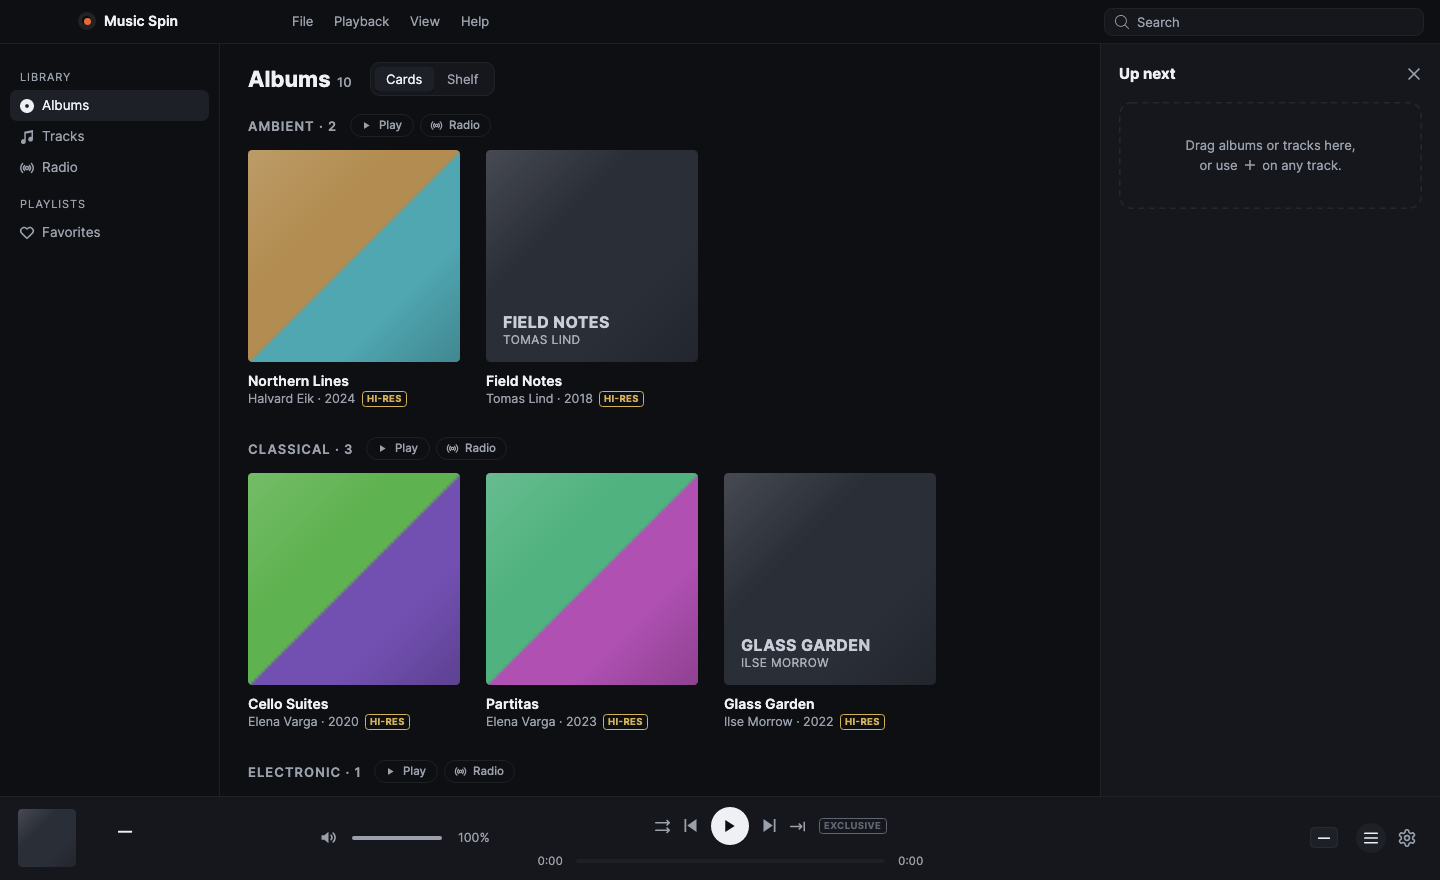 Music Spin
File Playback View Help
Search
LIBRARY
Albums
Tracks
Radio
PLAYLISTS
Favorites
Albums 10
Cards Shelf
AMBIENT · 2 Play Radio
FIELD NOTES
TOMAS LIND
Northern Lines
Halvard Eik · 2024 HI-RES
Field Notes
Tomas Lind · 2018 HI-RES
CLASSICAL · 3 Play Radio
GLASS GARDEN
ILSE MORROW
Cello Suites
Elena Varga · 2020 HI-RES
Partitas
Elena Varga · 2023 HI-RES
Glass Garden
Ilse Morrow · 2022 HI-RES
ELECTRONIC · 1 Play Radio
Up next
Drag albums or tracks here,
or use + on any track.
—
100%
EXCLUSIVE
0:00 0:00
—